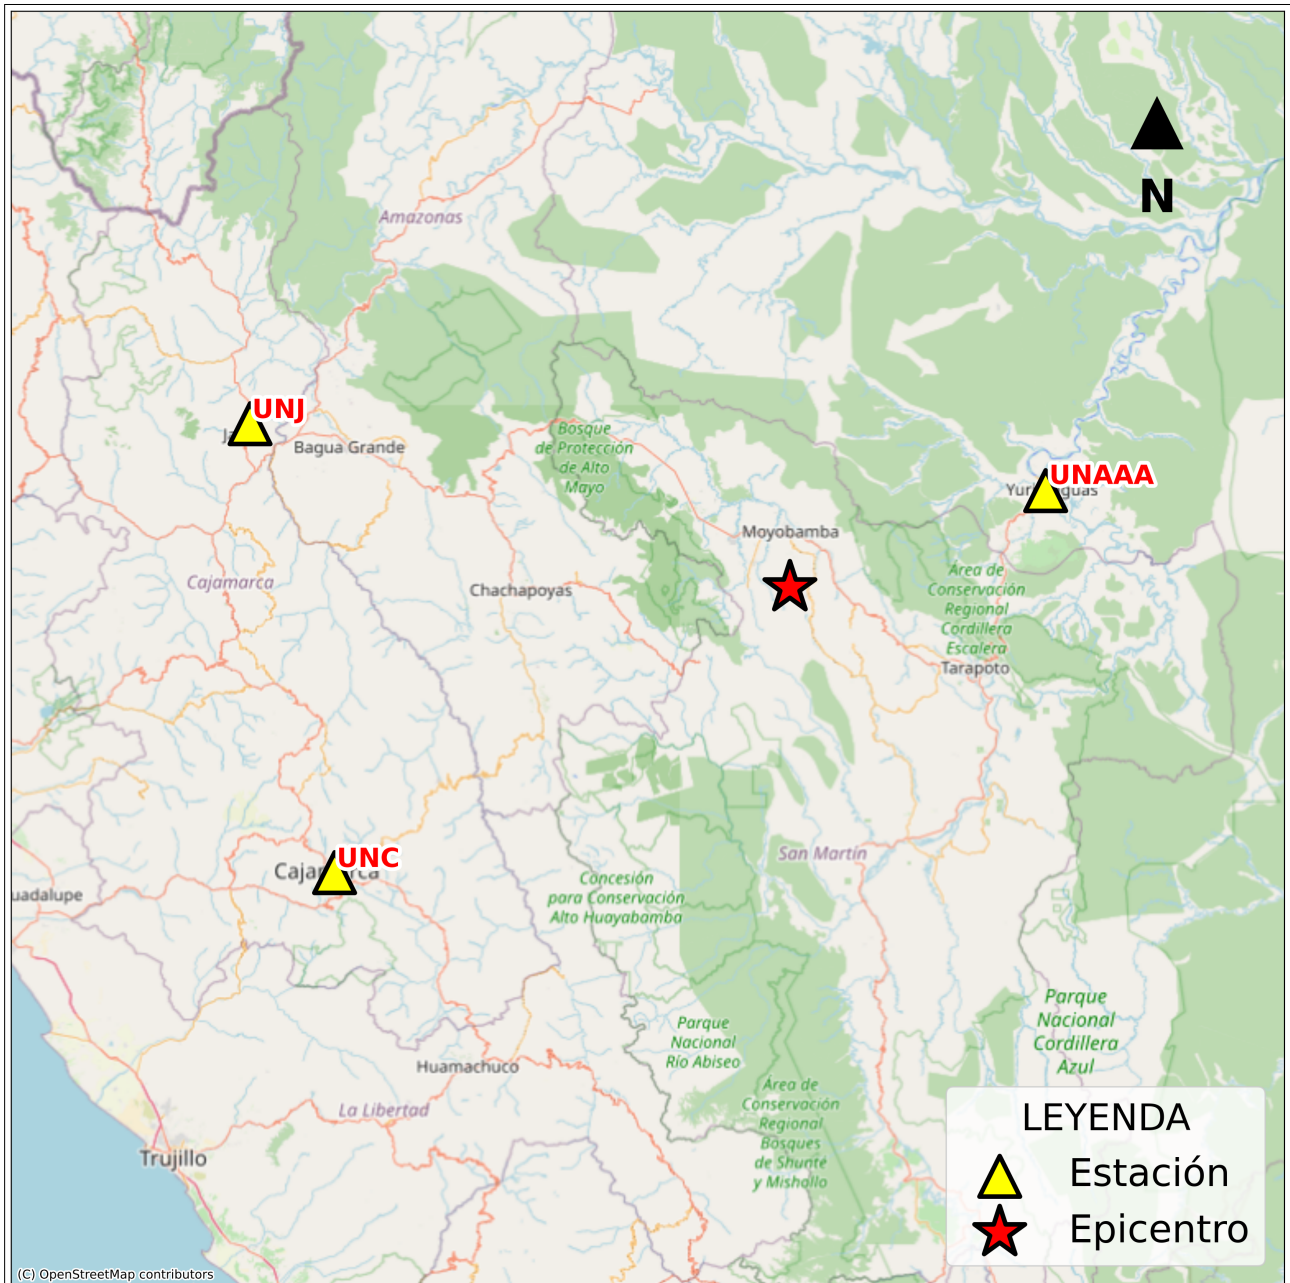 N
Amazonas
UNJ
Bagua Grande
Bosque
de Protección
de Alto
Mayo
UNAAA
Moyobamba
Cajamarca
Chachapoyas
Área de
Conservación
Regional
Cordillera
Escalera
Tarapoto
San Martín
UNC
Concesión
para Conservación
Alto Huayabamba
uadalupe
Parque
Nacional
Río Abiseo
Parque
Nacional
Cordillera
Azul
Huamachuco
La Libertad
Área de
Conservación
Regional
Bosques
de Shunté
y Mishollo
Trujillo
LEYENDA
Estación
Epicentro
(C) OpenStreetMap contributors